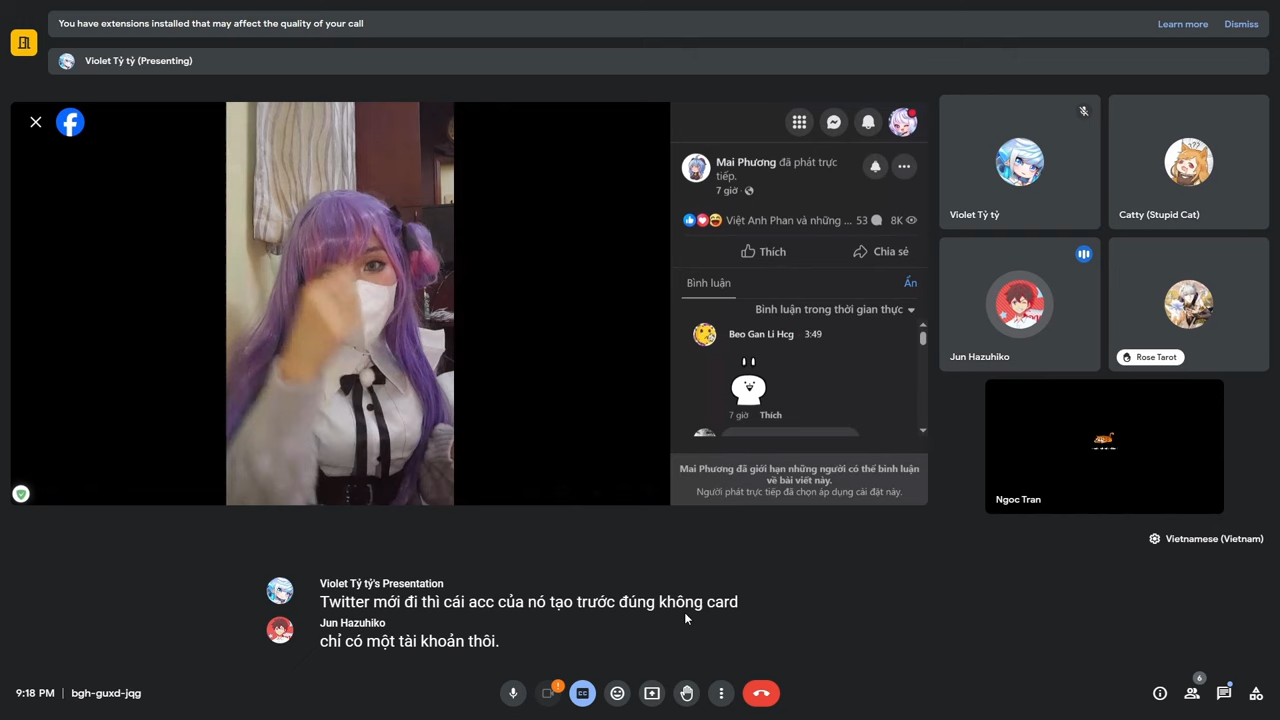 You have extensions installed that may affect the quality of your call
Learn more
Dismiss
Violet Tỷ tỷ (Presenting)
Mai Phương đã phát trực
tiếp.
7 giờ
Việt Anh Phan và những ... 53 8K
Thích
Chia sẻ
Bình luận
Ẩn
Bình luận trong thời gian thực
Beo Gan Li Hcg 3:49
7 giờ Thích
Mai Phương đã giới hạn những người có thể bình luận
về bài viết này.
Người phát trực tiếp đã chọn áp dụng cài đặt này.
Violet Tỷ tỷ
???
Catty (Stupid Cat)
Jun Hazuhiko
Rose Tarot
Ngoc Tran
Vietnamese (Vietnam)
Violet Tỷ tỷ's Presentation
Twitter mới đi thì cái acc của nó tạo trước đúng không card
Jun Hazuhiko
chỉ có một tài khoản thôi.
9:18 PM | bgh-guxd-jqg
CC
!
6